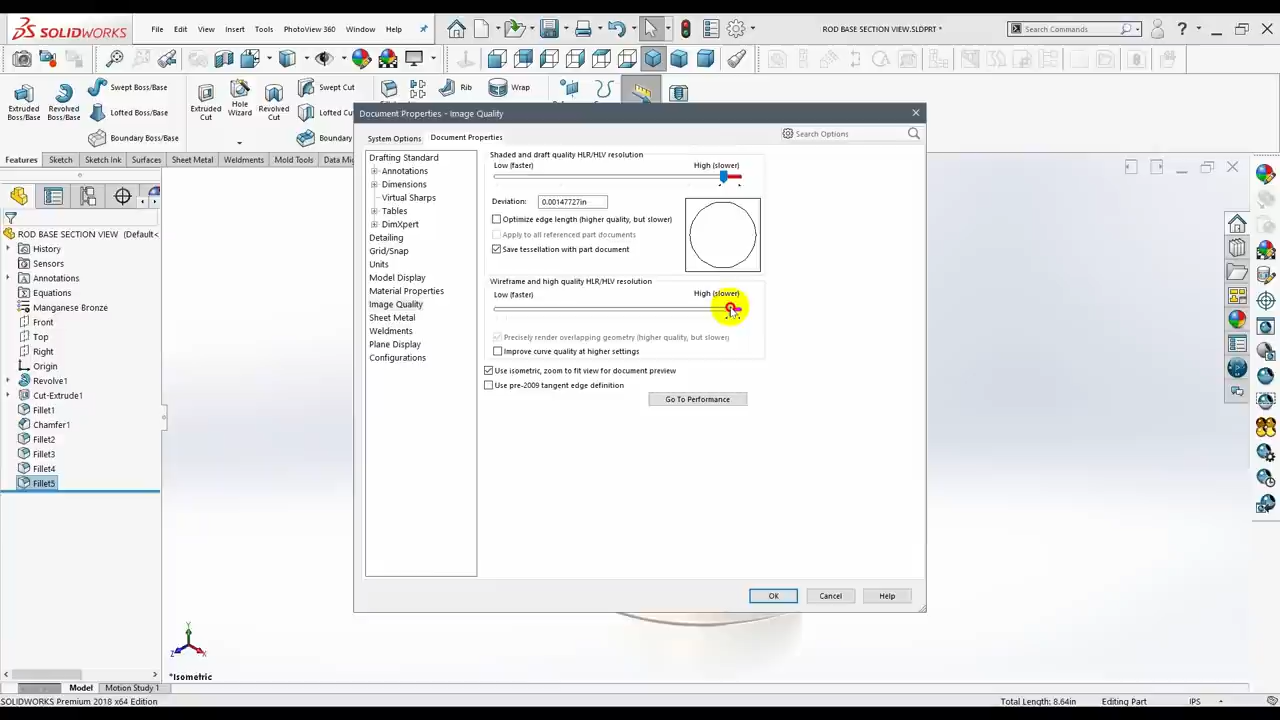 SOLIDWORKS File Edit View Insert Tools PhotoView 360 Window Help ROD BASE SECTION VIEW.SLDPRT * Search Commands
Extruded Boss/Base
Revolved Boss/Base
Swept Boss/Base
Lofted Boss/Base
Boundary Boss/Base
Extruded Cut
Hole Wizard
Revolved Cut
Swept Cut
Lofted Cut
Boundary
Rib
Wrap
Features Sketch Sketch Ink Surfaces Sheet Metal Weldments Mold Tools Data Mig
ROD BASE SECTION VIEW (Default<
History
Sensors
Annotations
Equations
Manganese Bronze
Front
Top
Right
Origin
Revolve1
Cut-Extrude1
Fillet1
Chamfer1
Fillet2
Fillet3
Fillet4
Fillet5
Document Properties - Image Quality
System Options Document Properties Search Options
Drafting Standard
Annotations
Dimensions
Virtual Sharps
Tables
DimXpert
Detailing
Grid/Snap
Units
Model Display
Material Properties
Image Quality
Sheet Metal
Weldments
Plane Display
Configurations
Shaded and draft quality HLR/HLV resolution
Low (faster) High (slower)
Deviation: 0.00147727in
Optimize edge length (higher quality, but slower)
Apply to all referenced part documents
Save tessellation with part document
Wireframe and high quality HLR/HLV resolution
Low (faster) High (slower)
Precisely render overlapping geometry (higher quality, but slower)
Improve curve quality at higher settings
Use isometric, zoom to fit view for document preview
Use pre-2009 tangent edge definition
Go To Performance
OK Cancel Help
Y
Z X
*Isometric
Model Motion Study 1
SOLIDWORKS Premium 2018 x64 Edition Total Length: 8.64in Editing Part IPS